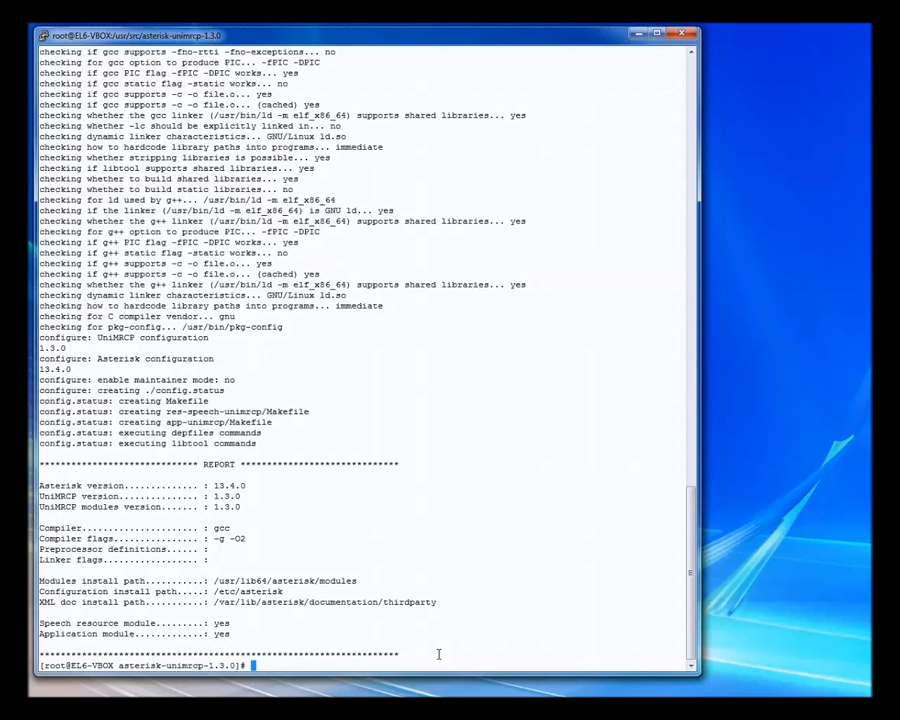 root@EL6-VBOX:/usr/src/asterisk-unimrcp-1.3.0
checking if gcc supports -fno-rtti -fno-exceptions... no
checking for gcc option to produce PIC... -fPIC -DPIC
checking if gcc PIC flag -fPIC -DPIC works... yes
checking if gcc static flag -static works... no
checking if gcc supports -c -o file.o... yes
checking if gcc supports -c -o file.o... (cached) yes
checking whether the gcc linker (/usr/bin/ld -m elf_x86_64) supports shared libraries... yes
checking whether -lc should be explicitly linked in... no
checking dynamic linker characteristics... GNU/Linux ld.so
checking how to hardcode library paths into programs... immediate
checking whether stripping libraries is possible... yes
checking if libtool supports shared libraries... yes
checking whether to build shared libraries... yes
checking whether to build static libraries... no
checking for ld used by g++... /usr/bin/ld -m elf_x86_64
checking if the linker (/usr/bin/ld -m elf_x86_64) is GNU ld... yes
checking whether the g++ linker (/usr/bin/ld -m elf_x86_64) supports shared libraries... yes
checking for g++ option to produce PIC... -fPIC -DPIC
checking if g++ PIC flag -fPIC -DPIC works... yes
checking if g++ static flag -static works... no
checking if g++ supports -c -o file.o... yes
checking if g++ supports -c -o file.o... (cached) yes
checking whether the g++ linker (/usr/bin/ld -m elf_x86_64) supports shared libraries... yes
checking dynamic linker characteristics... GNU/Linux ld.so
checking how to hardcode library paths into programs... immediate
checking for C compiler vendor... gnu
checking for pkg-config... /usr/bin/pkg-config
configure: UniMRCP configuration
1.3.0
configure: Asterisk configuration
13.4.0
configure: enable maintainer mode: no
configure: creating ./config.status
config.status: creating Makefile
config.status: creating res-speech-unimrcp/Makefile
config.status: creating app-unimrcp/Makefile
config.status: executing depfiles commands
config.status: executing libtool commands
****************************** REPORT ******************************
Asterisk version.............. : 13.4.0
UniMRCP version............... : 1.3.0
UniMRCP modules version....... : 1.3.0
Compiler...................... : gcc
Compiler flags................ : -g -O2
Preprocessor definitions...... :
Linker flags.................. :
Modules install path..........: /usr/lib64/asterisk/modules
Configuration install path.....: /etc/asterisk
XML doc install path..........: /var/lib/asterisk/documentation/thirdparty
Speech resource module........: yes
Application module............: yes
********************************************************************
[root@EL6-VBOX asterisk-unimrcp-1.3.0]#